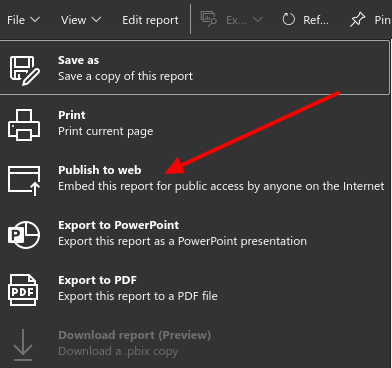 File View Edit report Ex... Ref... Pin
Save as
Save a copy of this report
Print
Print current page
Publish to web
Embed this report for public access by anyone on the Internet
Export to PowerPoint
Export this report as a PowerPoint presentation
PDF
Export to PDF
Export this report to a PDF file
Download report (Preview)
Download a .pbix copy